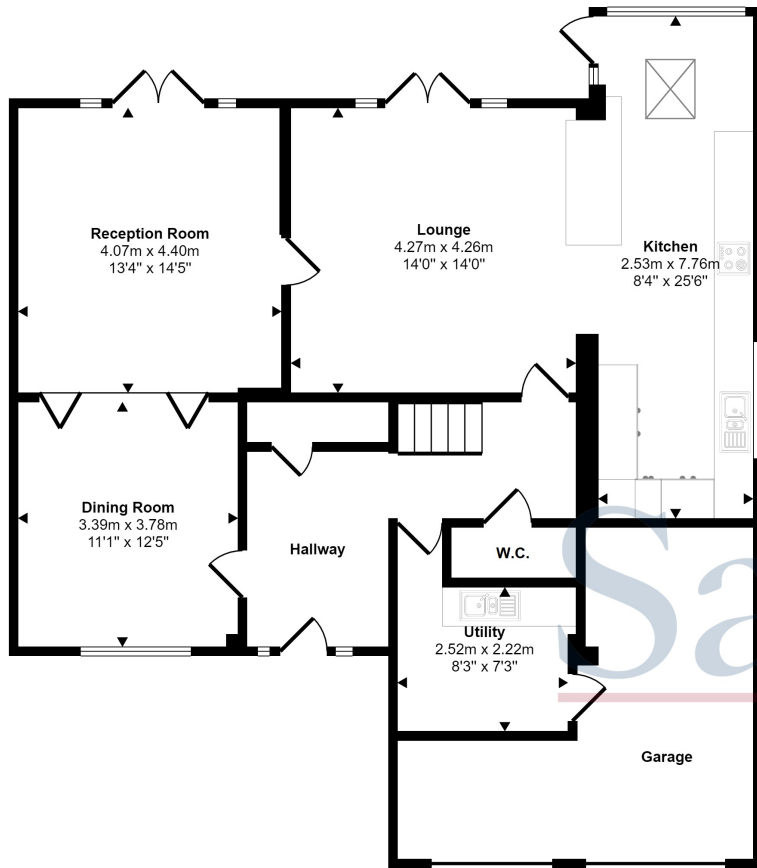 Reception Room
4.07m x 4.40m
13'4" x 14'5"
Lounge
4.27m x 4.26m
14'0" x 14'0"
Kitchen
2.53m x 7.76m
8'4" x 25'6"
Dining Room
3.39m x 3.78m
11'1" x 12'5"
Hallway
W.C.
Utility
2.52m x 2.22m
8'3" x 7'3"
Garage
Sa